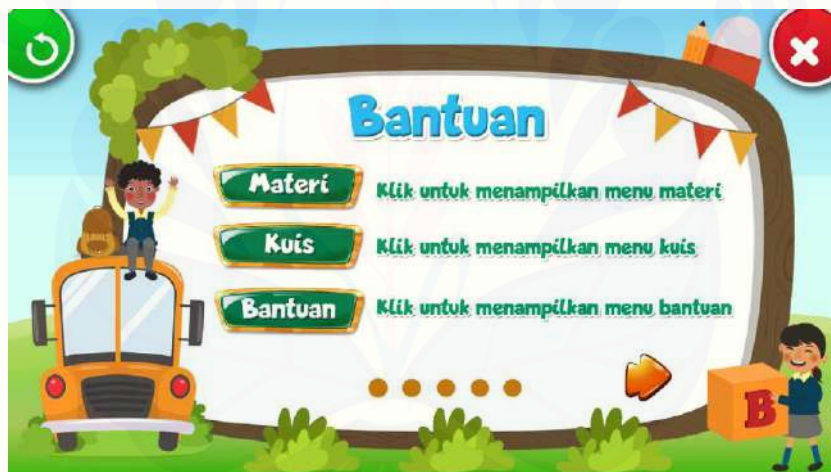 Bantuan
Materi Klik untuk menampilkan menu materi
Kuis Klik untuk menampilkan menu kuis
Bantuan Klik untuk menampilkan menu bantuan
B